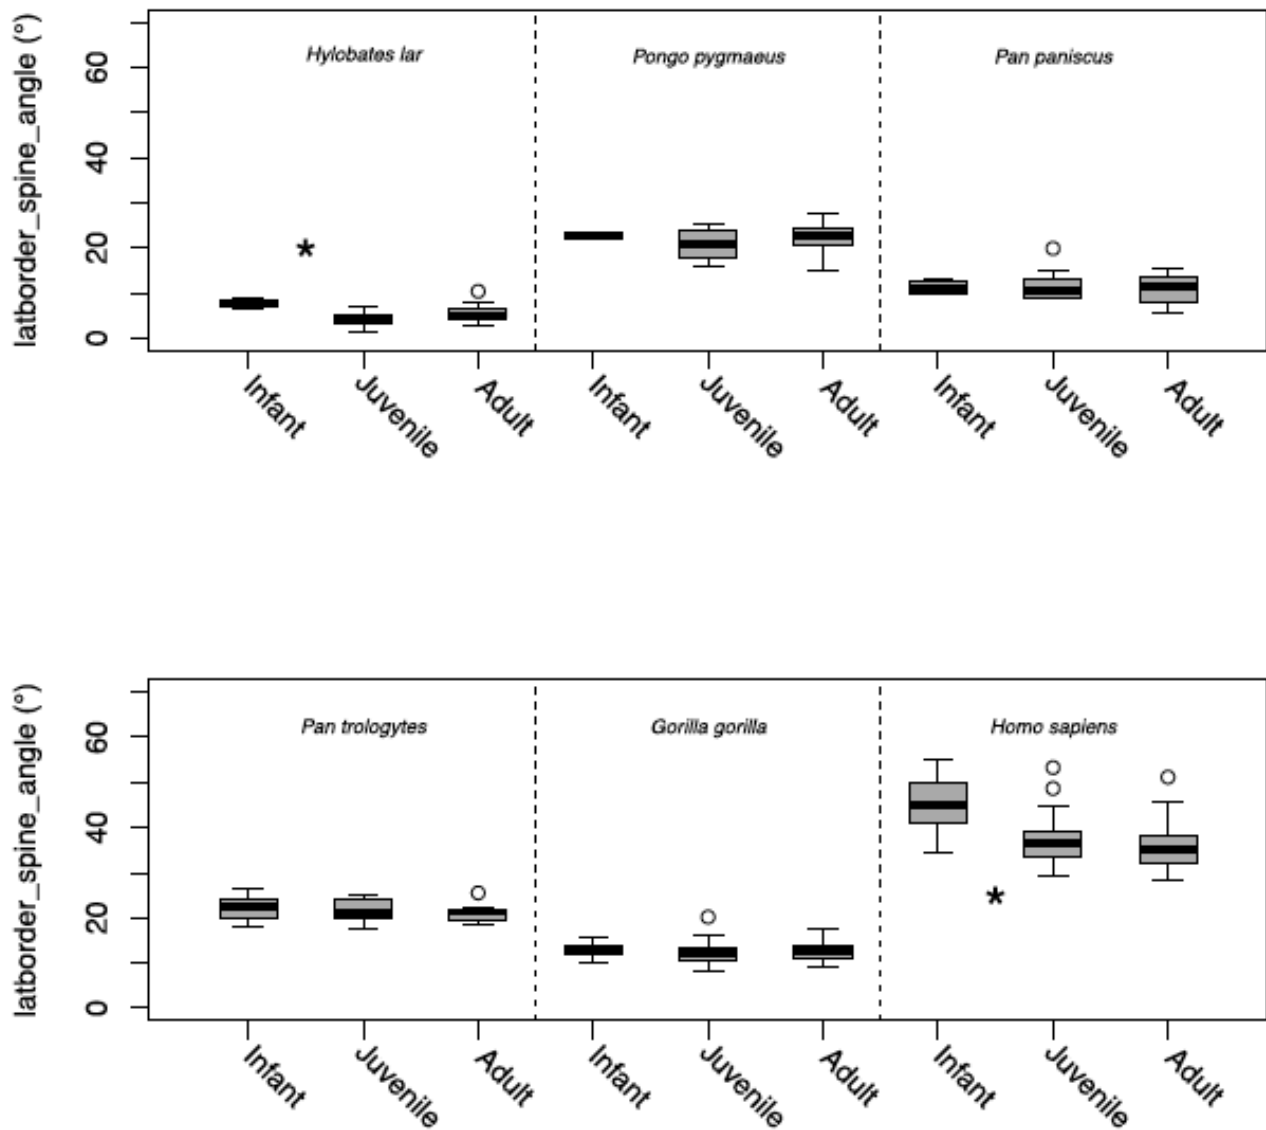 latborder_spine_angle (°)
60
40
20
0
Hylobates lar
Pongo pygmaeus
Pan paniscus
*
Infant
Juvenile
Adult
Infant
Juvenile
Adult
Infant
Juvenile
Adult
latborder_spine_angle (°)
60
40
20
0
Pan trologytes
Gorilla gorilla
Homo sapiens
*
Infant
Juvenile
Adult
Infant
Juvenile
Adult
Infant
Juvenile
Adult